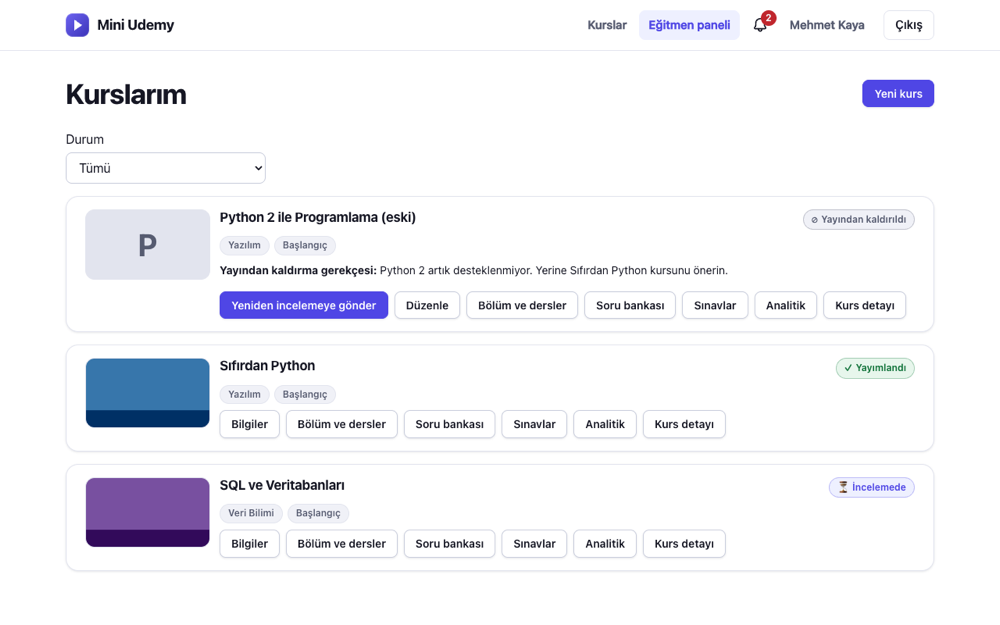 Mini Udemy
Kurslar Eğitmen paneli 2 Mehmet Kaya Çıkış
Kurslarım
Yeni kurs
Durum
Tümü
P
Python 2 ile Programlama (eski)
Yayından kaldırıldı
Yazılım Başlangıç
Yayından kaldırma gerekçesi: Python 2 artık desteklenmiyor. Yerine Sıfırdan Python kursunu önerin.
Yeniden incelemeye gönder Düzenle Bölüm ve dersler Soru bankası Sınavlar Analitik Kurs detayı
Sıfırdan Python
✓ Yayımlandı
Yazılım Başlangıç
Bilgiler Bölüm ve dersler Soru bankası Sınavlar Analitik Kurs detayı
SQL ve Veritabanları
İncelemede
Veri Bilimi Başlangıç
Bilgiler Bölüm ve dersler Soru bankası Sınavlar Analitik Kurs detayı